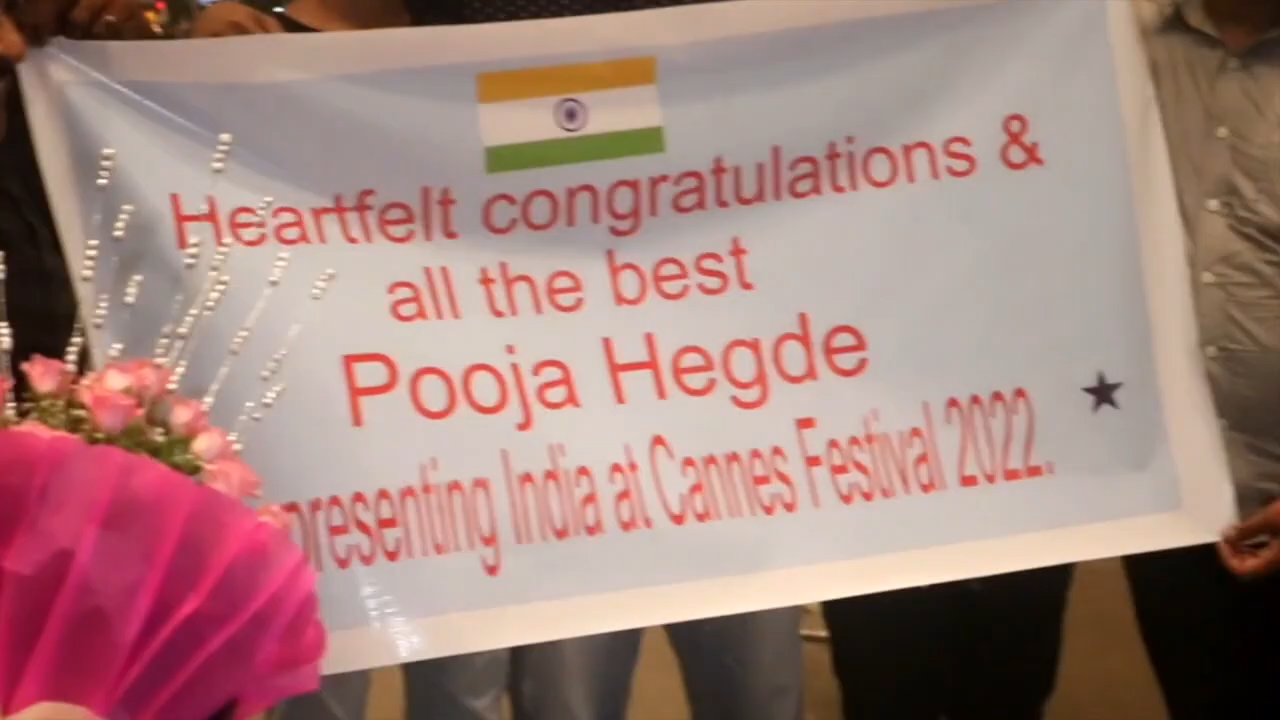 Heartfelt congratulations &
all the best
Pooja Hegde
presenting India at Cannes Festival 2022.